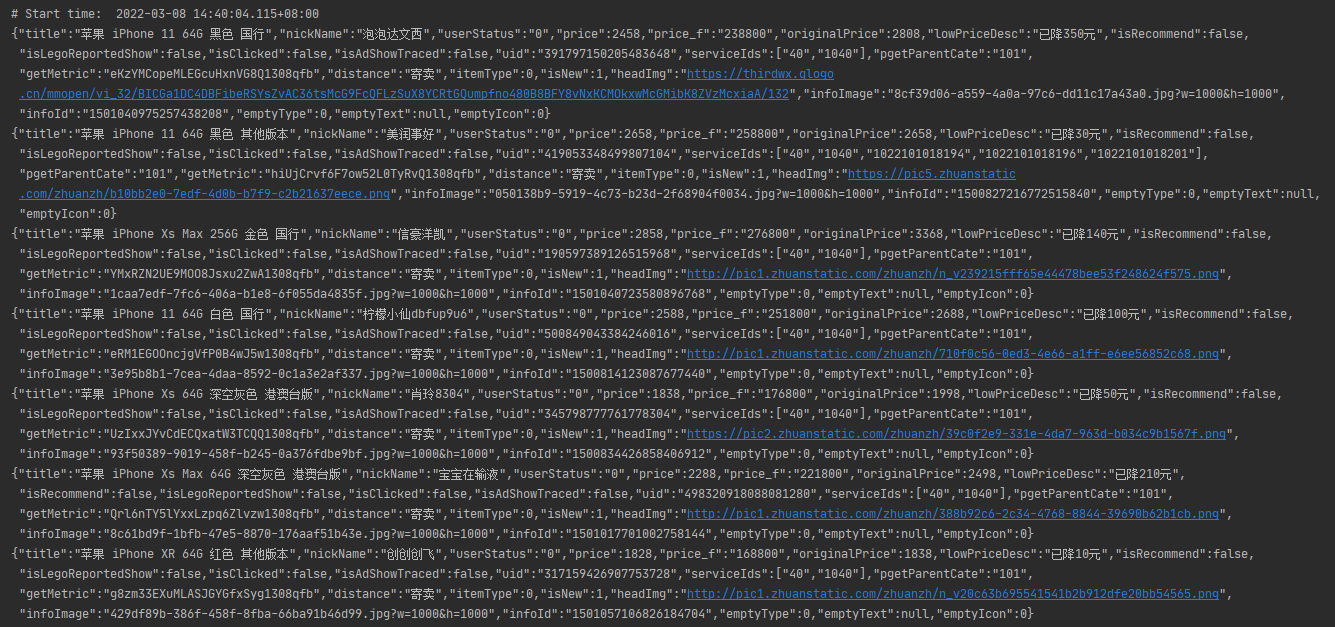 # Start time:  2022-03-08 14:40:04.115+08:00
{"title":"苹果 iPhone 11 64G 黑色 国行","nickName":"泡泡达文西","userStatus":"0","price":2458,"price_f":"238800","originalPrice":2808,"lowPriceDesc":"已降350元","isRecommend":false,
"isLegoReportedShow":false,"isClicked":false,"isAdShowTraced":false,"uid":"391797150205483648","serviceIds":["40","1040"],"pgetParentCate":"101",
"getMetric":"eKzYMCopeMLEGcuHxnVG8Q1308qfb","distance":"寄卖","itemType":0,"isNew":1,"headImg":"https://thirdwx.qlogo
.cn/mmopen/vi_32/BICGa1DC4DBFibeRSYsZvAC36tsMcG9FcQFLzSuX8YCRtGQumpfno480B8BFY8vNxKCMOkxwMcGMibK8ZVzMcxiaA/132","infoImage":"8cf39d06-a559-4a0a-97c6-dd11c17a43a0.jpg?w=1000&h=1000",
"infoId":"1501040975257438208","emptyType":0,"emptyText":null,"emptyIcon":0}
{"title":"苹果 iPhone 11 64G 黑色 其他版本","nickName":"美润事好","userStatus":"0","price":2658,"price_f":"258800","originalPrice":2658,"lowPriceDesc":"已降30元","isRecommend":false,
"isLegoReportedShow":false,"isClicked":false,"isAdShowTraced":false,"uid":"419053348499807104","serviceIds":["40","1040","1022101018194","1022101018196","1022101018201"],
"pgetParentCate":"101","getMetric":"hiUjCrvf6F7ow52L0TyRvQ1308qfb","distance":"寄卖","itemType":0,"isNew":1,"headImg":"https://pic5.zhuanstatic
.com/zhuanzh/b10bb2e0-7edf-4d0b-b7f9-c2b21637eece.png","infoImage":"050138b9-5919-4c73-b23d-2f68904f0034.jpg?w=1000&h=1000","infoId":"1500827216772515840","emptyType":0,"emptyText":null,
"emptyIcon":0}
{"title":"苹果 iPhone Xs Max 256G 金色 国行","nickName":"信豪洋凯","userStatus":"0","price":2858,"price_f":"276800","originalPrice":3368,"lowPriceDesc":"已降140元","isRecommend":false,
"isLegoReportedShow":false,"isClicked":false,"isAdShowTraced":false,"uid":"190597389126515968","serviceIds":["40","1040"],"pgetParentCate":"101",
"getMetric":"YMxRZN2UE9MOO8Jsxu2ZwA1308qfb","distance":"寄卖","itemType":0,"isNew":1,"headImg":"http://pic1.zhuanstatic.com/zhuanzh/n_v239215fff65e44478bee53f248624f575.png",
"infoImage":"1caa7edf-7fc6-406a-b1e8-6f055da4835f.jpg?w=1000&h=1000","infoId":"1501040723580896768","emptyType":0,"emptyText":null,"emptyIcon":0}
{"title":"苹果 iPhone 11 64G 白色 国行","nickName":"柠檬小仙dbfup9u6","userStatus":"0","price":2588,"price_f":"251800","originalPrice":2688,"lowPriceDesc":"已降100元","isRecommend":false,
"isLegoReportedShow":false,"isClicked":false,"isAdShowTraced":false,"uid":"500849043384246016","serviceIds":["40","1040"],"pgetParentCate":"101",
"getMetric":"eRM1EGOOncjgVfP0B4wJ5w1308qfb","distance":"寄卖","itemType":0,"isNew":1,"headImg":"http://pic1.zhuanstatic.com/zhuanzh/710f0c56-0ed3-4e66-a1ff-e6ee56852c68.png",
"infoImage":"3e95b8b1-7cea-4daa-8592-0c1a3e2af337.jpg?w=1000&h=1000","infoId":"1500814123087677440","emptyType":0,"emptyText":null,"emptyIcon":0}
{"title":"苹果 iPhone Xs 64G 深空灰色 港澳台版","nickName":"肖玲8304","userStatus":"0","price":1838,"price_f":"176800","originalPrice":1998,"lowPriceDesc":"已降50元","isRecommend":false,
"isLegoReportedShow":false,"isClicked":false,"isAdShowTraced":false,"uid":"345798777761778304","serviceIds":["40","1040"],"pgetParentCate":"101",
"getMetric":"UzIxxJYvCdECQxatW3TCQQ1308qfb","distance":"寄卖","itemType":0,"isNew":1,"headImg":"https://pic2.zhuanstatic.com/zhuanzh/39c0f2e9-331e-4da7-963d-b034c9b1567f.png",
"infoImage":"93f50389-9019-458f-b245-0a376fdbe9bf.jpg?w=1000&h=1000","infoId":"1500834426858406912","emptyType":0,"emptyText":null,"emptyIcon":0}
{"title":"苹果 iPhone Xs Max 64G 深空灰色 港澳台版","nickName":"宝宝在输液","userStatus":"0","price":2288,"price_f":"221800","originalPrice":2498,"lowPriceDesc":"已降210元",
"isRecommend":false,"isLegoReportedShow":false,"isClicked":false,"isAdShowTraced":false,"uid":"498320918088081280","serviceIds":["40","1040"],"pgetParentCate":"101",
"getMetric":"Qrl6nTY5lYxxLzpq6Zlvzw1308qfb","distance":"寄卖","itemType":0,"isNew":1,"headImg":"http://pic1.zhuanstatic.com/zhuanzh/388b92c6-2c34-4768-8844-39690b62b1cb.png",
"infoImage":"8c61bd9f-1bfb-47e5-8870-176aaf51b43e.jpg?w=1000&h=1000","infoId":"1501017701002758144","emptyType":0,"emptyText":null,"emptyIcon":0}
{"title":"苹果 iPhone XR 64G 红色 其他版本","nickName":"创创创飞","userStatus":"0","price":1828,"price_f":"168800","originalPrice":1838,"lowPriceDesc":"已降10元","isRecommend":false,
"isLegoReportedShow":false,"isClicked":false,"isAdShowTraced":false,"uid":"317159426907753728","serviceIds":["40","1040"],"pgetParentCate":"101",
"getMetric":"g8zm33EXuMLASJGYGfxSyg1308qfb","distance":"寄卖","itemType":0,"isNew":1,"headImg":"http://pic1.zhuanstatic.com/zhuanzh/n_v20c63b695541541b2b912dfe20bb54565.png",
"infoImage":"429df89b-386f-458f-8fba-66ba91b46d99.jpg?w=1000&h=1000","infoId":"1501057106826184704","emptyType":0,"emptyText":null,"emptyIcon":0}